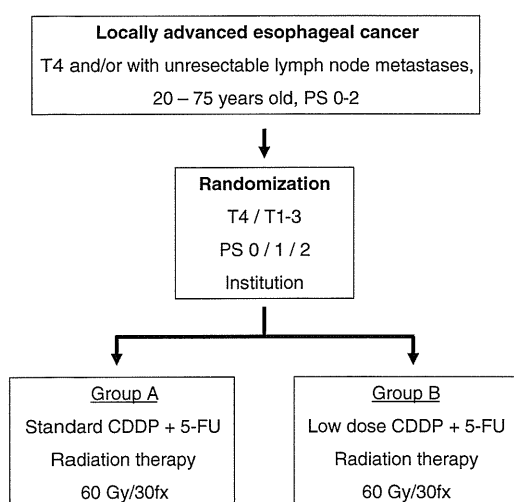 Locally advanced esophageal cancer
T4 and/or with unresectable lymph node metastases,
20 – 75 years old, PS 0-2
Randomization
T4 / T1-3
PS 0 / 1 / 2
Institution
Group A
Standard CDDP + 5-FU
Radiation therapy
60 Gy/30fx
Group B
Low dose CDDP + 5-FU
Radiation therapy
60 Gy/30fx